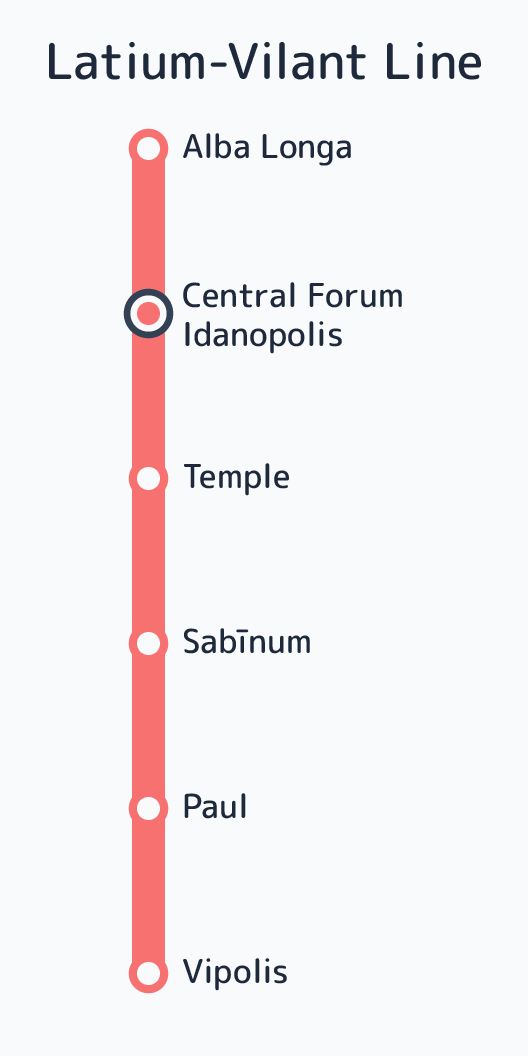 Latium-Vilant Line
Alba Longa
Central Forum
Idanopolis
Temple
Sabīnum
Paul
Vipolis